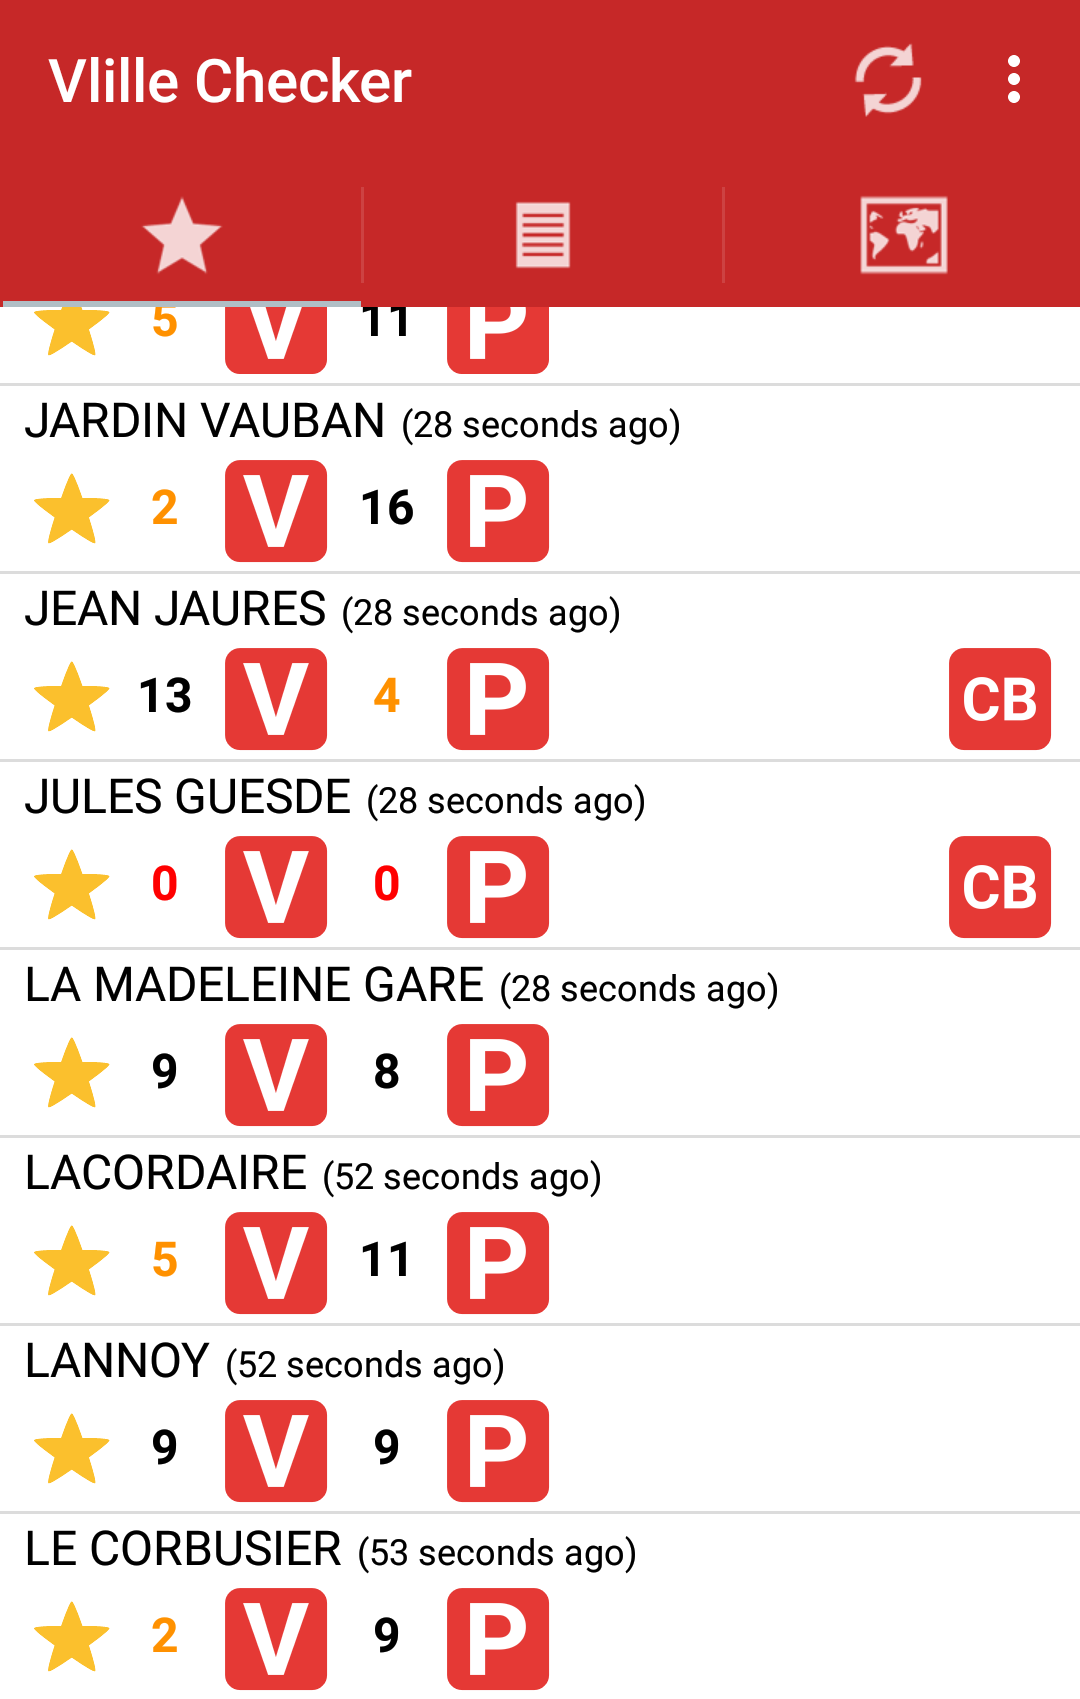 Vlille Checker
5 V 11 P
JARDIN VAUBAN (28 seconds ago)
2 V 16 P
JEAN JAURES (28 seconds ago)
13 V 4 P CB
JULES GUESDE (28 seconds ago)
0 V 0 P CB
LA MADELEINE GARE (28 seconds ago)
9 V 8 P
LACORDAIRE (52 seconds ago)
5 V 11 P
LANNOY (52 seconds ago)
9 V 9 P
LE CORBUSIER (53 seconds ago)
2 V 9 P